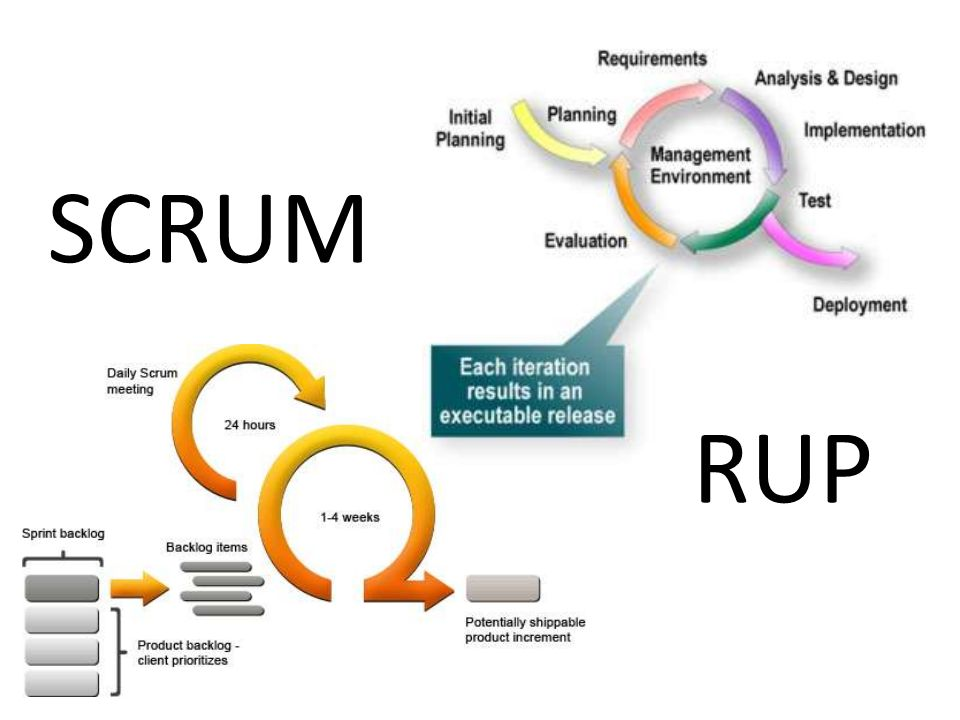 SCRUM
Requirements
Analysis & Design
Initial
Planning
Planning
Implementation
Management
Environment
Test
Evaluation
Deployment
Each iteration
results in an
executable release
RUP
Daily Scrum
meeting
24 hours
1-4 weeks
Sprint backlog
Backlog items
Potentially shippable
product increment
Product backlog -
client prioritizes